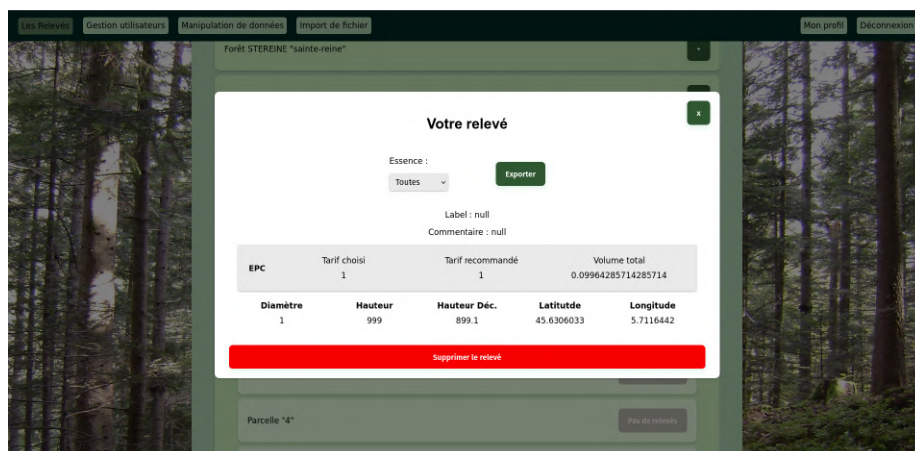 Les Relevés Gestion utilisateurs Manipulation de données Import de fichier Mon profil Déconnexion
Forêt STEREINE "sainte-reine"
x
Votre relevé
Essence :
Toutes
Exporter
Label : null
Commentaire : null
EPC
Tarif choisi Tarif recommandé Volume total
1 1 0.09964285714285714
Diamètre Hauteur Hauteur Déc. Latitutde Longitude
1 999 899.1 45.6306033 5.7116442
Supprimer le relevé
Parcelle "4" Pas de relevés